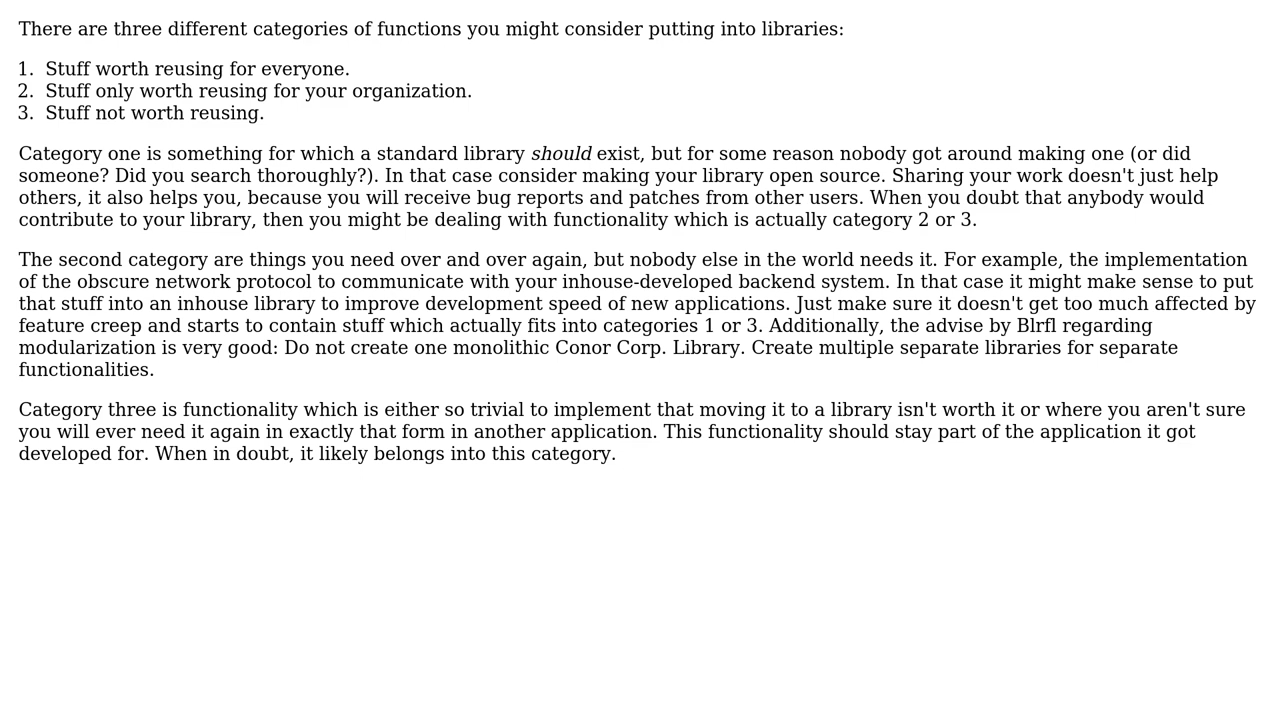 There are three different categories of functions you might consider putting into libraries:
1. Stuff worth reusing for everyone.
2. Stuff only worth reusing for your organization.
3. Stuff not worth reusing.
Category one is something for which a standard library should exist, but for some reason nobody got around making one (or did
someone? Did you search thoroughly?). In that case consider making your library open source. Sharing your work doesn't just help
others, it also helps you, because you will receive bug reports and patches from other users. When you doubt that anybody would
contribute to your library, then you might be dealing with functionality which is actually category 2 or 3.
The second category are things you need over and over again, but nobody else in the world needs it. For example, the implementation
of the obscure network protocol to communicate with your inhouse-developed backend system. In that case it might make sense to put
that stuff into an inhouse library to improve development speed of new applications. Just make sure it doesn't get too much affected by
feature creep and starts to contain stuff which actually fits into categories 1 or 3. Additionally, the advise by Blrfl regarding
modularization is very good: Do not create one monolithic Conor Corp. Library. Create multiple separate libraries for separate
functionalities.
Category three is functionality which is either so trivial to implement that moving it to a library isn't worth it or where you aren't sure
you will ever need it again in exactly that form in another application. This functionality should stay part of the application it got
developed for. When in doubt, it likely belongs into this category.